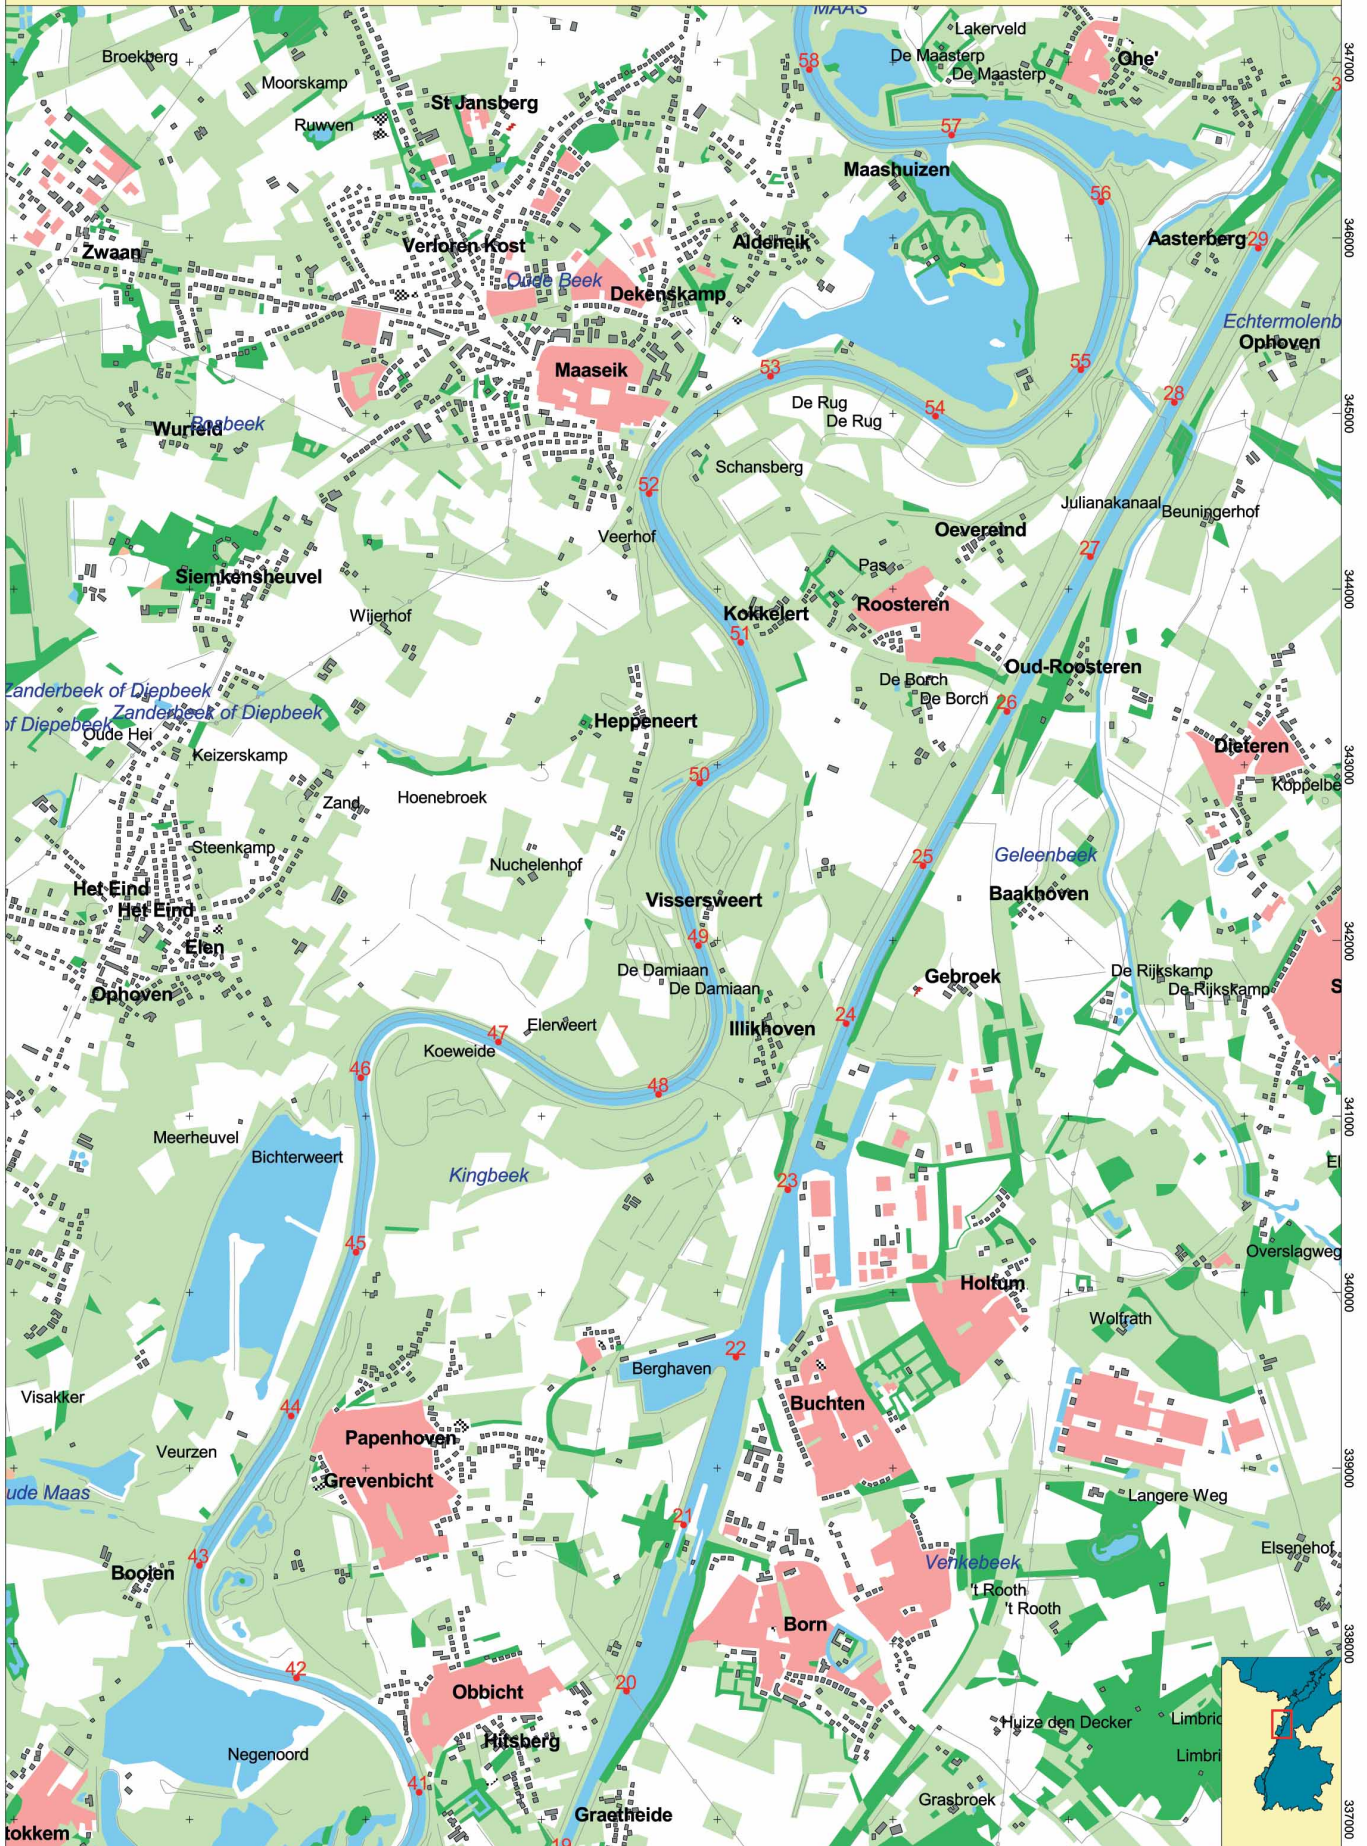 MAAS
Lakerveld
De Maasterp
De Maasterp
Ohe'
58
347000
Broekberg
Moorskamp
St Jansberg
Ruwven
57
Maashuizen
56
Zwaan
Verloren Kost
Aldeneik
Aasterberg
29
346000
Oude Beek
Dekenskamp
Echtermolenb
Ophoven
Maaseik
53
55
28
De Rug
De Rug
54
345000
Wurfeld
Bosbeek
Schansberg
52
Julianakanaal
Beuningerhof
Veerhof
Oevereind
27
Siemkensheuvel
Pas
344000
Wijerhof
Kokkelert
51
Roosteren
Oud-Roosteren
Zanderbeek of Diepbeek
Zanderbeek of Diepbeek
of Diepebeek
Oude Hei
De Borch
De Borch
26
Heppeneert
Keizerskamp
Dieteren
343000
50
Koppelbe
Zand
Hoenebroek
Steenkamp
Nuchelenhof
25
Geleenbeek
Het Eind
Het Eind
Vissersweert
Baakhoven
Elen
49
342000
De Damiaan
De Damiaan
Gebroek
De Rijkskamp
De Rijkskamp
S
Ophoven
Illikhoven
24
Elerweert
47
Koeweide
46
48
341000
Meerheuvel
Bichterweert
Kingbeek
El
23
45
Overslagweg
Holtum
340000
Wolfrath
22
Berghaven
Visakker
44
Buchten
Papenhoven
Veurzen
Grevenbicht
339000
ude Maas
Langere Weg
21
43
Booien
Venkebeek
Elsenehof
't Rooth
't Rooth
Born
338000
42
Obbicht
20
Huize den Decker
Limbric
Hitsberg
Negenoord
Limbri
41
Grasbroek
Graetheide
337000
tokkem
19